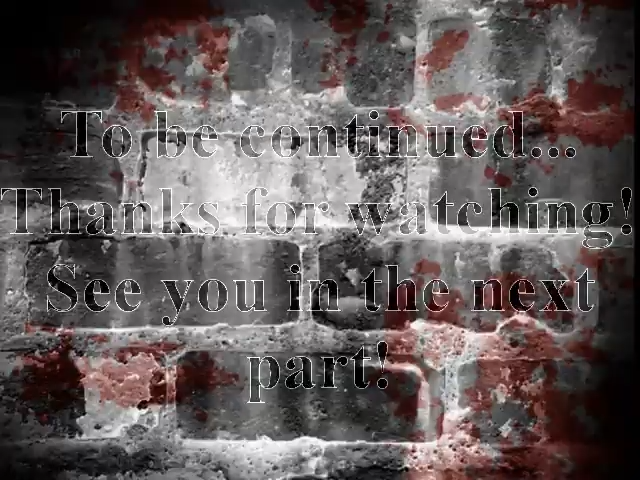 To be continued...
Thanks for watching!
See you in the next
part!